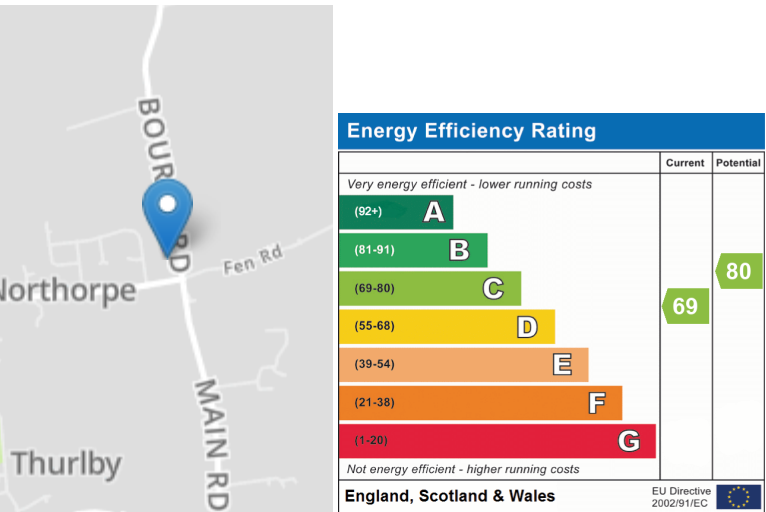 BOUR
RD
Fen Rd
Northorpe
MAIN RD
Thurlby
Energy Efficiency Rating
Current Potential
Very energy efficient - lower running costs
(92+) A
(81-91) B
(69-80) C
(55-68) D
(39-54) E
(21-38) F
(1-20) G
80
69
Not energy efficient - higher running costs
England, Scotland & Wales
EU Directive
2002/91/EC